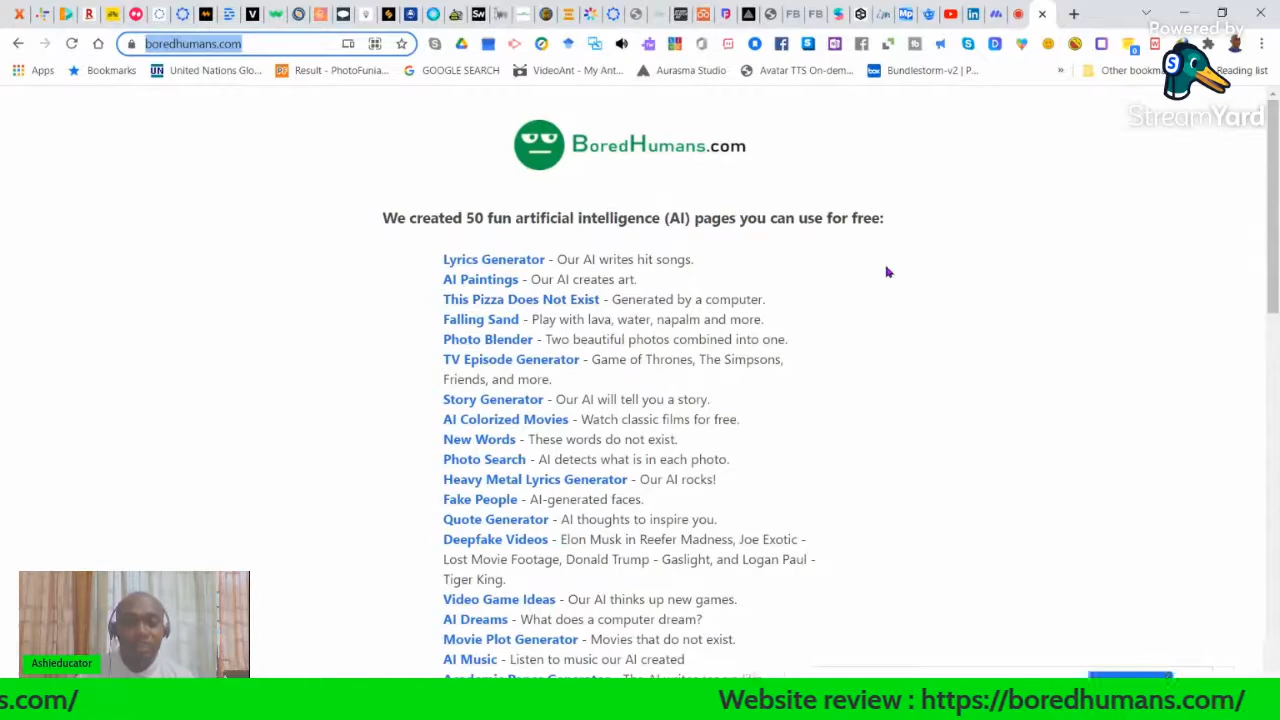 boredhumans.com
Powered by
Apps
Bookmarks
United Nations Glo...
Result - PhotoFunia...
GOOGLE SEARCH
VideoAnt - My Ant...
Aurasma Studio
Avatar TTS On-dem...
Bundlestorm-v2 | P...
»
Other bookm
Reading list
StreamYard
BoredHumans.com
We created 50 fun artificial intelligence (AI) pages you can use for free:
Lyrics Generator - Our AI writes hit songs.
AI Paintings - Our AI creates art.
This Pizza Does Not Exist - Generated by a computer.
Falling Sand - Play with lava, water, napalm and more.
Photo Blender - Two beautiful photos combined into one.
TV Episode Generator - Game of Thrones, The Simpsons,
Friends, and more.
Story Generator - Our AI will tell you a story.
AI Colorized Movies - Watch classic films for free.
New Words - These words do not exist.
Photo Search - AI detects what is in each photo.
Heavy Metal Lyrics Generator - Our AI rocks!
Fake People - AI-generated faces.
Quote Generator - AI thoughts to inspire you.
Deepfake Videos - Elon Musk in Reefer Madness, Joe Exotic -
Lost Movie Footage, Donald Trump - Gaslight, and Logan Paul -
Tiger King.
Video Game Ideas - Our AI thinks up new games.
AI Dreams - What does a computer dream?
Movie Plot Generator - Movies that do not exist.
AI Music - Listen to music our AI created
Ashieducator
s.com/
Website review : https://boredhumans.com/